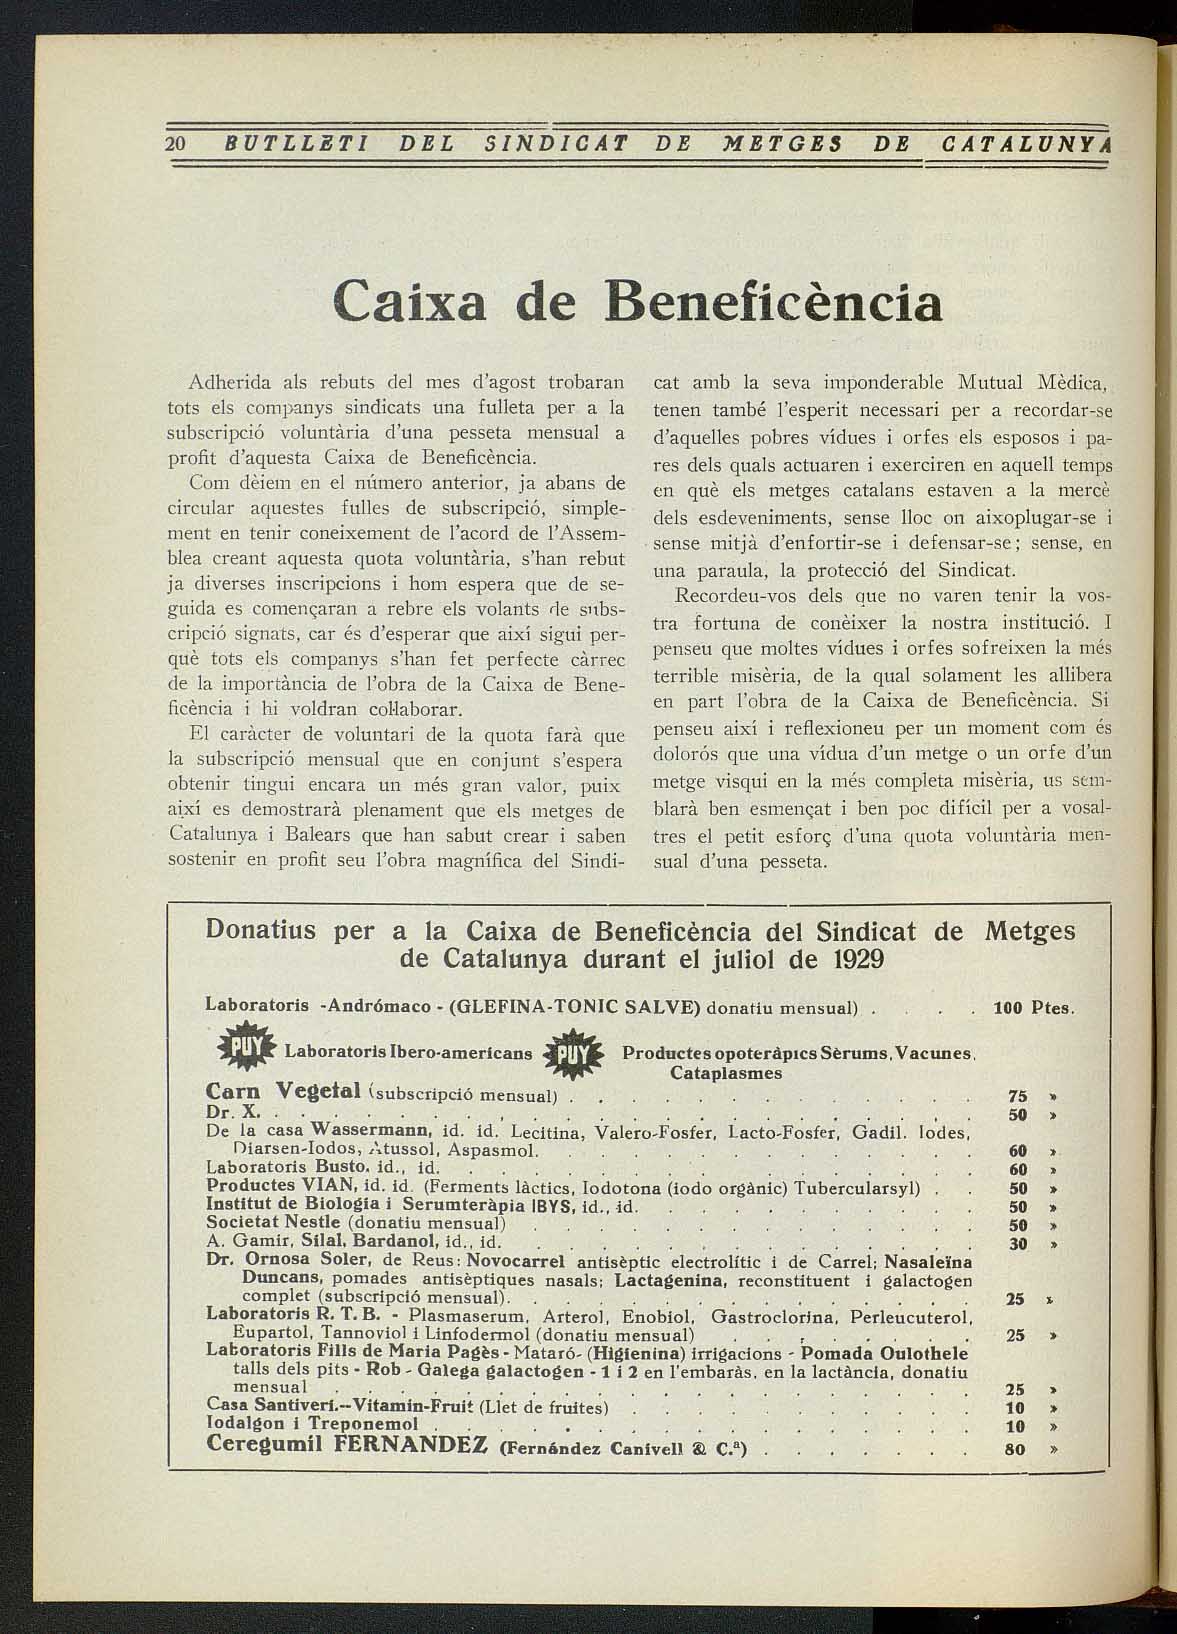 20 BUTLLETI DEL SINDICAT DE METGES DE CATALUNYA
Caixa de Beneficència
Adherida als rebuts del mes d'agost trobaran
tots els companys sindicats una fulleta per a la
subscripció voluntària d'una pesseta mensual a
profit d'aquesta Caixa de Beneficència.
Com dèiem en el número anterior, ja abans de
circular aquestes fulles de subscripció, simple-
ment en tenir coneixement de l'acord de l'Assem-
blea creant aquesta quota voluntària, s'han rebut
ja diverses inscripcions i hom espera que de se-
guida es començaran a rebre els volants de subs-
cripció signats, car és d'esperar que així sigui per-
què tots els companys s'han fet perfecte càrrec
de la importància de l'obra de la Caixa de Bene-
ficència i hi voldran col·laborar.
El caràcter de voluntari de la quota farà que
la subscripció mensual que en conjunt s'espera
obtenir tingui encara un més gran valor, puix
així es demostrarà plenament que els metges de
Catalunya i Balears que han sabut crear i saben
sostenir en profit seu l'obra magnífica del Sindi-
cat amb la seva imponderable Mutual Mèdica,
tenen també l'esperit necessari per a recordar-se
d'aquelles pobres vídues i orfes els esposos i pa-
res dels quals actuaren i exerciren en aquell temps
en què els metges catalans estaven a la mercè
dels esdeveniments, sense lloc on aixoplugar-se i
sense mitjà d'enfortir-se i defensar-se; sense, en
una paraula, la protecció del Sindicat.
Recordeu-vos dels que no varen tenir la vos-
tra fortuna de conèixer la nostra institució. I
penseu que moltes vídues i orfes sofreixen la més
terrible misèria, de la qual solament les allibera
en part l'obra de la Caixa de Beneficència. Si
penseu així i reflexioneu per un moment com és
dolorós que una vídua d'un metge o un orfe d'un
metge visqui en la més completa misèria, us sem-
blarà ben esmençat i ben poc difícil per a vosal-
tres el petit esforç d'una quota voluntària men-
sual d'una pesseta.
Donatius per a la Caixa de Beneficència del Sindicat de Metges
de Catalunya durant el juliol de 1929
Laboratoris -Andrómaco - (GLEFINA-TONIC SALVE) donatiu mensual) . . . . 100 Ptes.
PUY Laboratoris Ibero-americans PUY Productes opoteràpics Sèrums, Vacunes,
Cataplasmes
Carn Vegetal (subscripció mensual) . . . . . . . . . . . . . 75 »
Dr. X. . . . . . . . . . . . . . . . . . . . . . . . 50 »
De la casa Wassermann, id. id. Lecitina, Valero-Fosfer, Lacto-Fosfer, Gadil. Iodes,
Diarsen-Iodos, Atussol, Aspasmol. . . . . . . . . . . . . . 60 »
Laboratoris Busto, id., id. . . . . . . . . . . . . . . . . . 60 »
Productes VIAN, id. id. (Ferments làctics, Iodotona (iodo orgànic) Tubercularsyl) . . 50 »
Institut de Biologia i Serumteràpia IBYS, id., id. . . . . . . . . . . . 50 »
Societat Nestle (donatiu mensual) . . . . . . . . . . . . . . 50 »
A. Gamir, Silal, Bardanol, id., id. . . . . . . . . . . . . . . . 30 »
Dr. Ornosa Soler, de Reus: Novocarrel antisèptic electrolític i de Carrel; Nasaleïna
Duncans, pomades antisèptiques nasals; Lactagenina, reconstituent i galactogen
complet (subscripció mensual). . . . . . . . . . . . . . . 25 »
Laboratoris R. T. B. - Plasmaserum, Arterol, Enobiol, Gastroclorina, Perleucuterol,
Eupartol, Tannoviol i Linfodermol (donatiu mensual) . . . . . . . . 25 »
Laboratoris Fills de Maria Pagès - Mataró- (Higienina) irrigacions - Pomada Oulothele
talls dels pits - Rob - Galega galactogen - 1 i 2 en l'embaràs, en la lactància, donatiu
mensual . . . . . . . . . . . . . . . . . . . . . 25 »
Casa Santiveri.--Vitamin-Fruit (Llet de fruites) . . . . . . . . . . . 10 »
Iodalgon i Treponemol . . . . . . . . . . . . . . . . . 10 »
Ceregumil FERNANDEZ (Fernández Canivell & C.ª) . . . . . . . 80 »